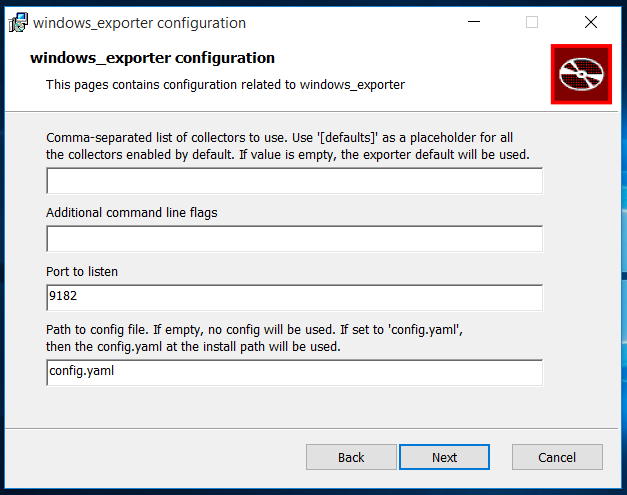 windows_exporter configuration
windows_exporter configuration
This pages contains configuration related to windows_exporter
Comma-separated list of collectors to use. Use '[defaults]' as a placeholder for all
the collectors enabled by default. If value is empty, the exporter default will be used.
Additional command line flags
Port to listen
9182
Path to config file. If empty, no config will be used. If set to 'config.yaml',
then the config.yaml at the install path will be used.
config.yaml
Back Next Cancel